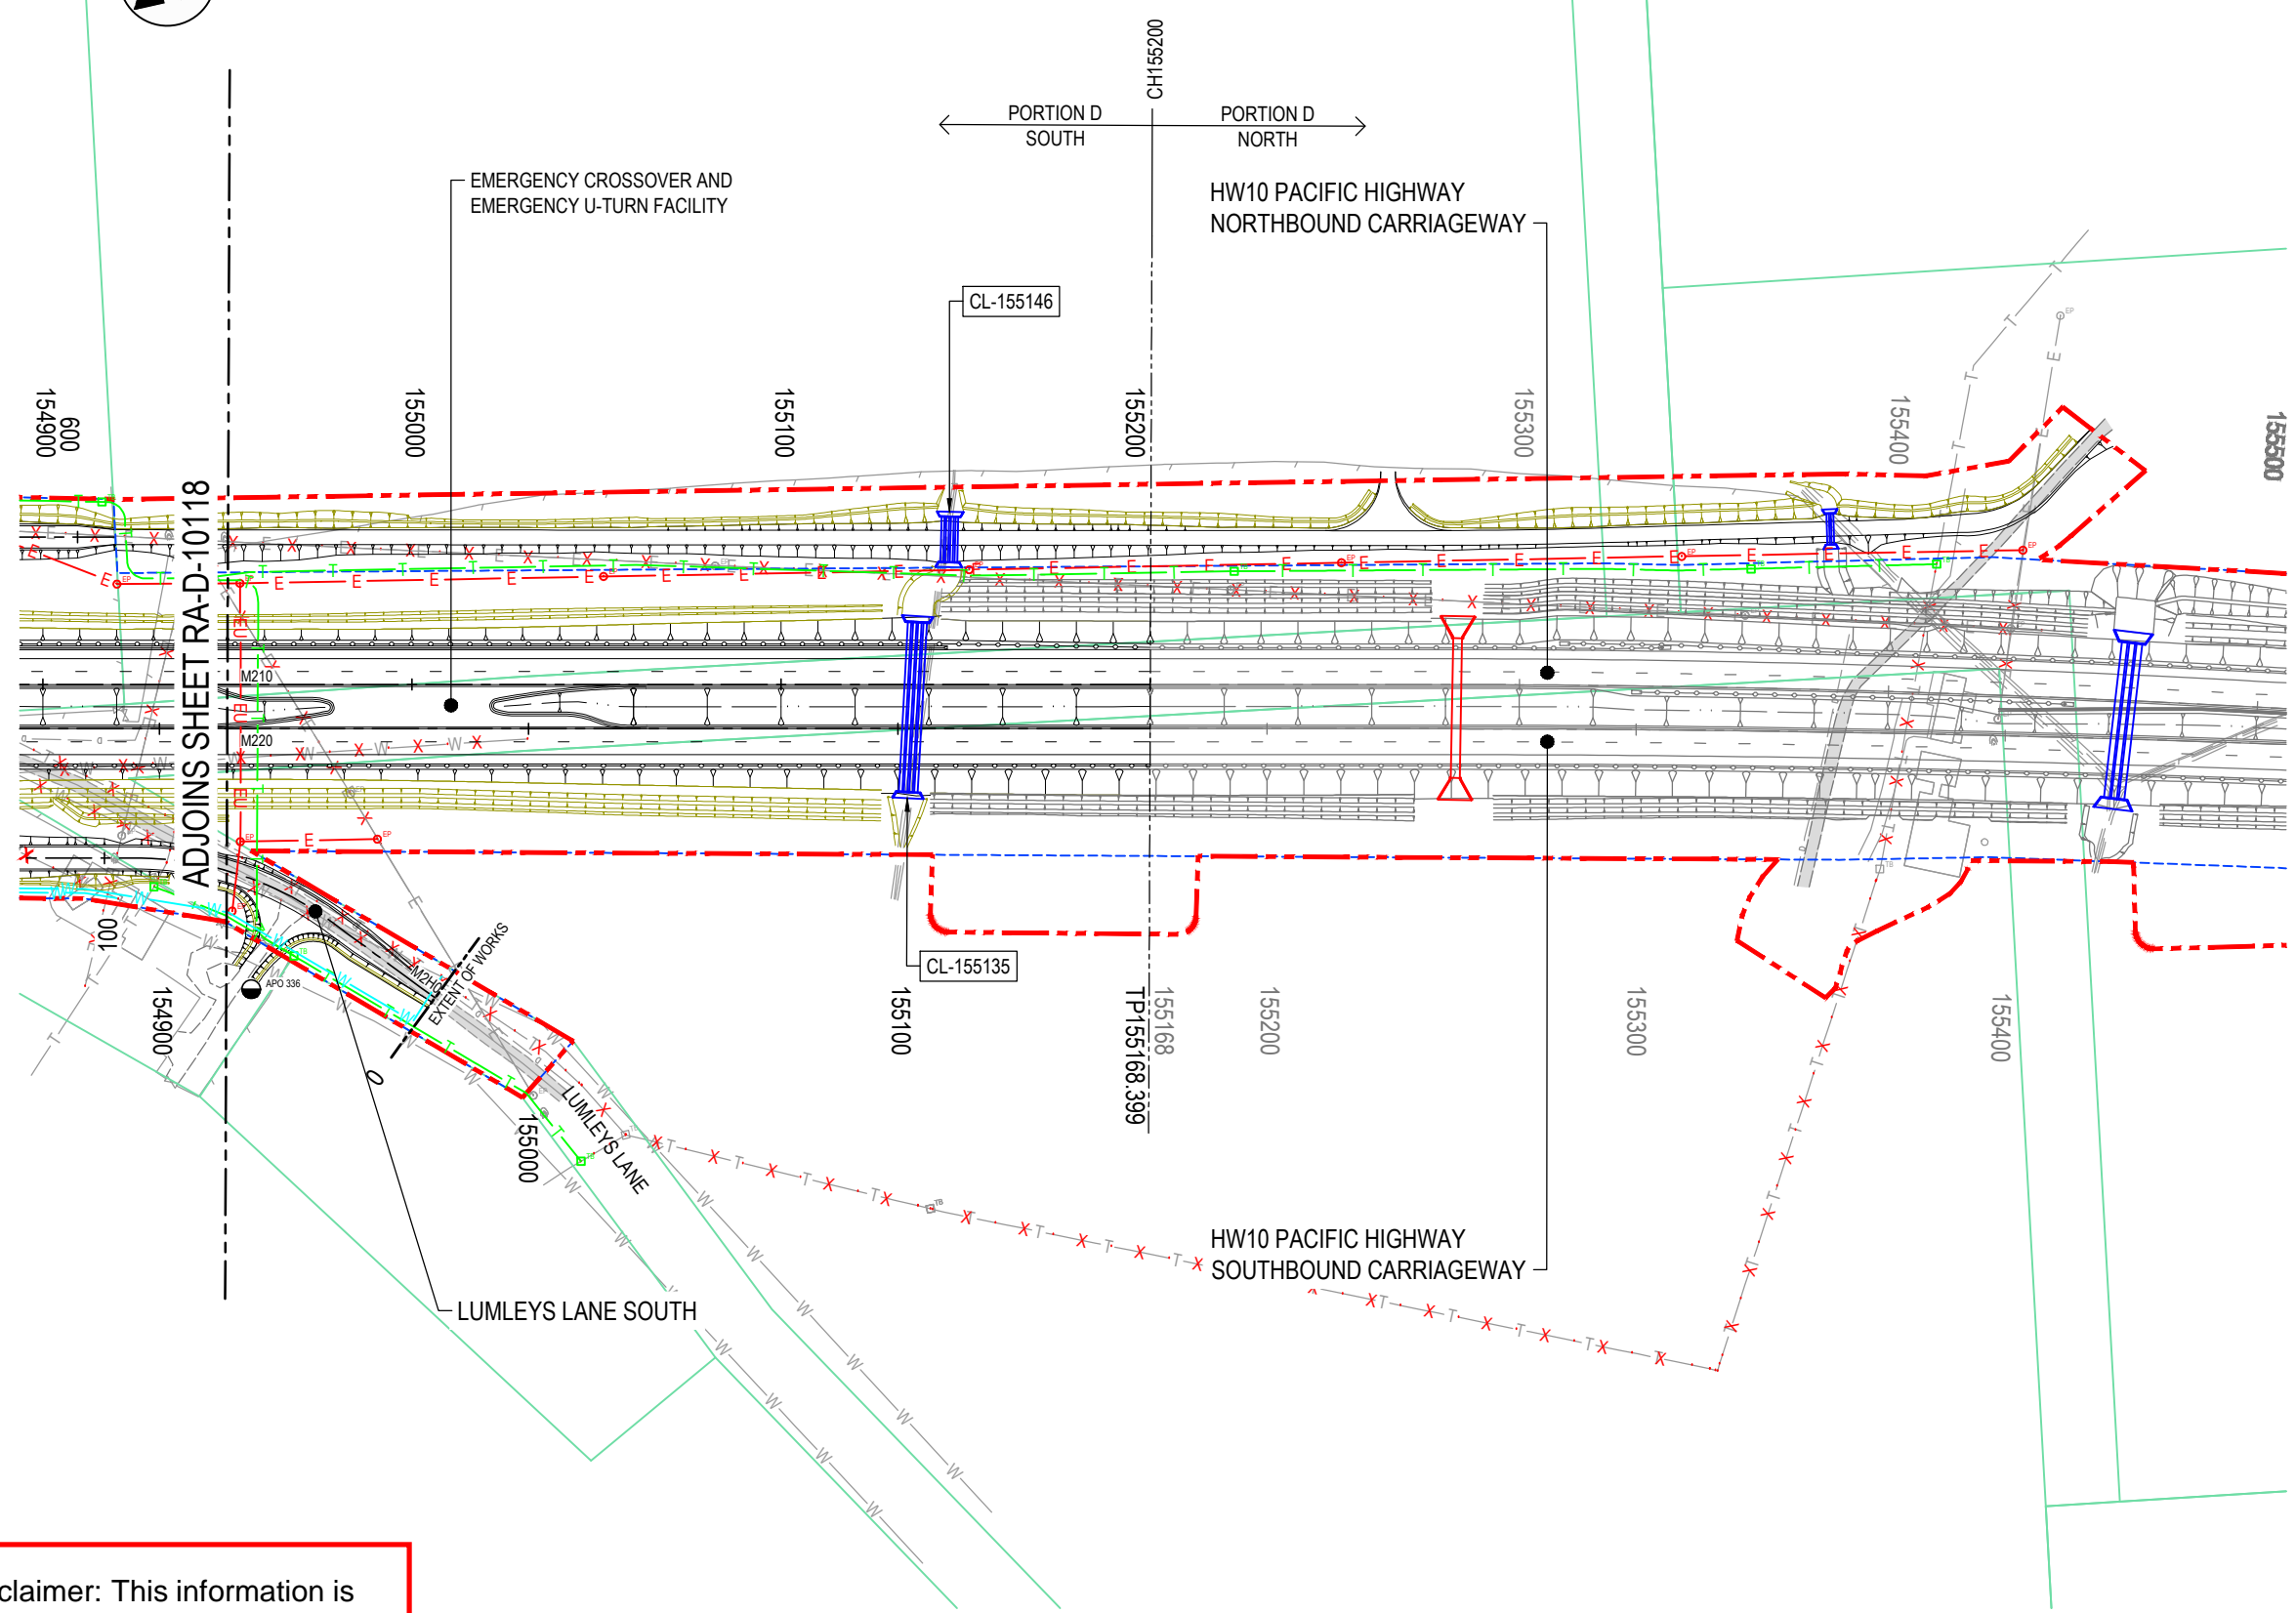 CH155200
PORTION D
SOUTH
PORTION D
NORTH
EMERGENCY CROSSOVER AND
EMERGENCY U-TURN FACILITY
HW10 PACIFIC HIGHWAY
NORTHBOUND CARRIAGEWAY
CL-155146
154900
600
155000
155100
155200
155300
155400
155500
ADJOINS SHEET RA-D-10118
M210
M220
CL-155135
100
154900
APO 336
M2H0
EXTENT OF WORKS
0
155000
LUMLEYS LANE
155100
TP155168.399
155168
155200
155300
155400
HW10 PACIFIC HIGHWAY
SOUTHBOUND CARRIAGEWAY
LUMLEYS LANE SOUTH
claimer: This information is